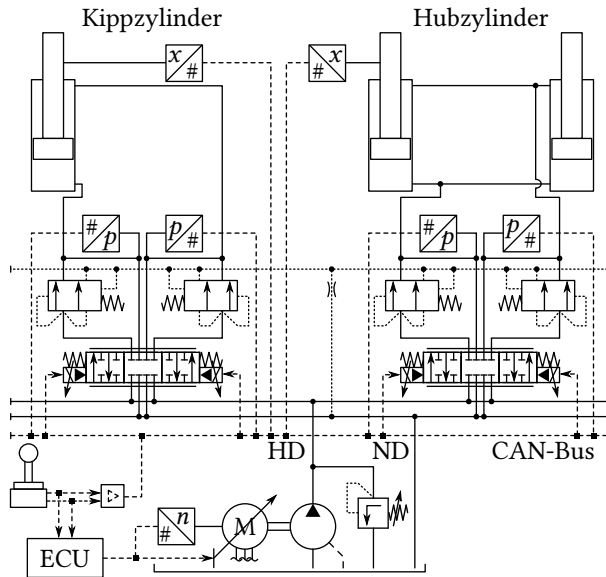 Kippzylinder Hubzylinder
x # # x
# p p # # p p #
HD ND CAN-Bus
# n M
ECU